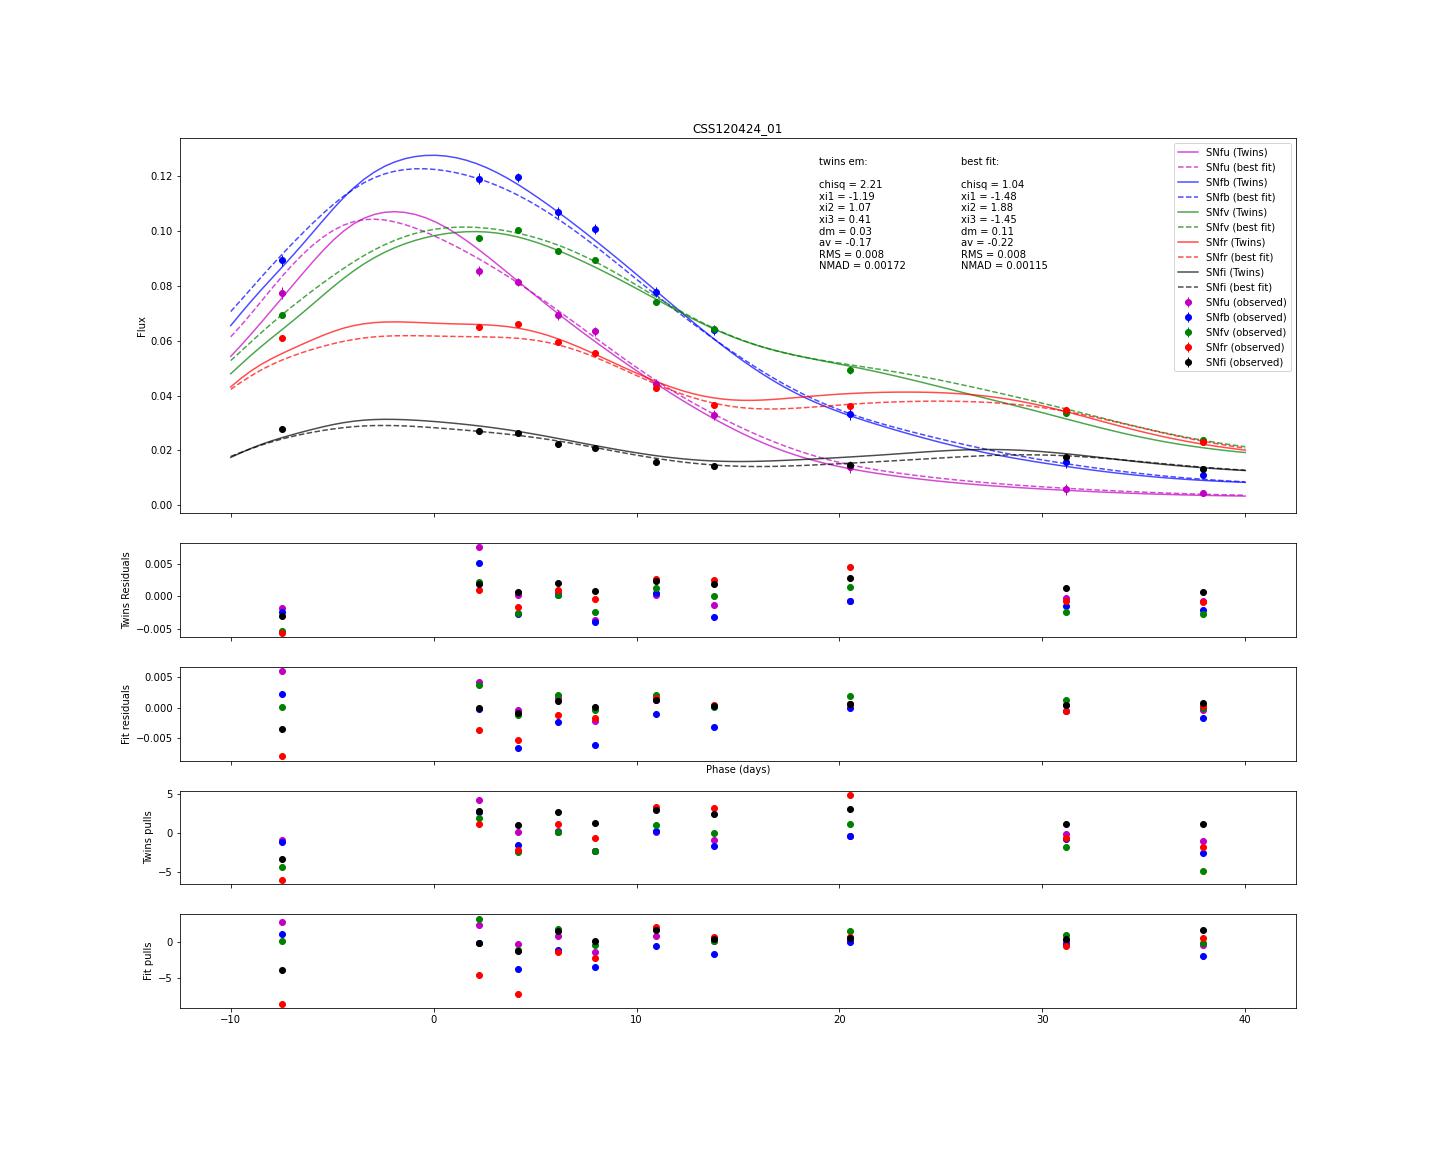 CSS120424_01
Flux
0.12
0.10
0.08
0.06
0.04
0.02
0.00
twins em:
chisq = 2.21
xi1 = -1.19
xi2 = 1.07
xi3 = 0.41
dm = 0.03
av = -0.17
RMS = 0.008
NMAD = 0.00172
best fit:
chisq = 1.04
xi1 = -1.48
xi2 = 1.88
xi3 = -1.45
dm = 0.11
av = -0.22
RMS = 0.008
NMAD = 0.00115
SNfu (Twins)
SNfu (best fit)
SNfb (Twins)
SNfb (best fit)
SNfv (Twins)
SNfv (best fit)
SNfr (Twins)
SNfr (best fit)
SNfi (Twins)
SNfi (best fit)
SNfu (observed)
SNfb (observed)
SNfv (observed)
SNfr (observed)
SNfi (observed)
Twins Residuals
0.005
0.000
−0.005
Fit residuals
0.005
0.000
−0.005
Phase (days)
Twins pulls
5
0
−5
Fit pulls
0
−5
−10
0
10
20
30
40